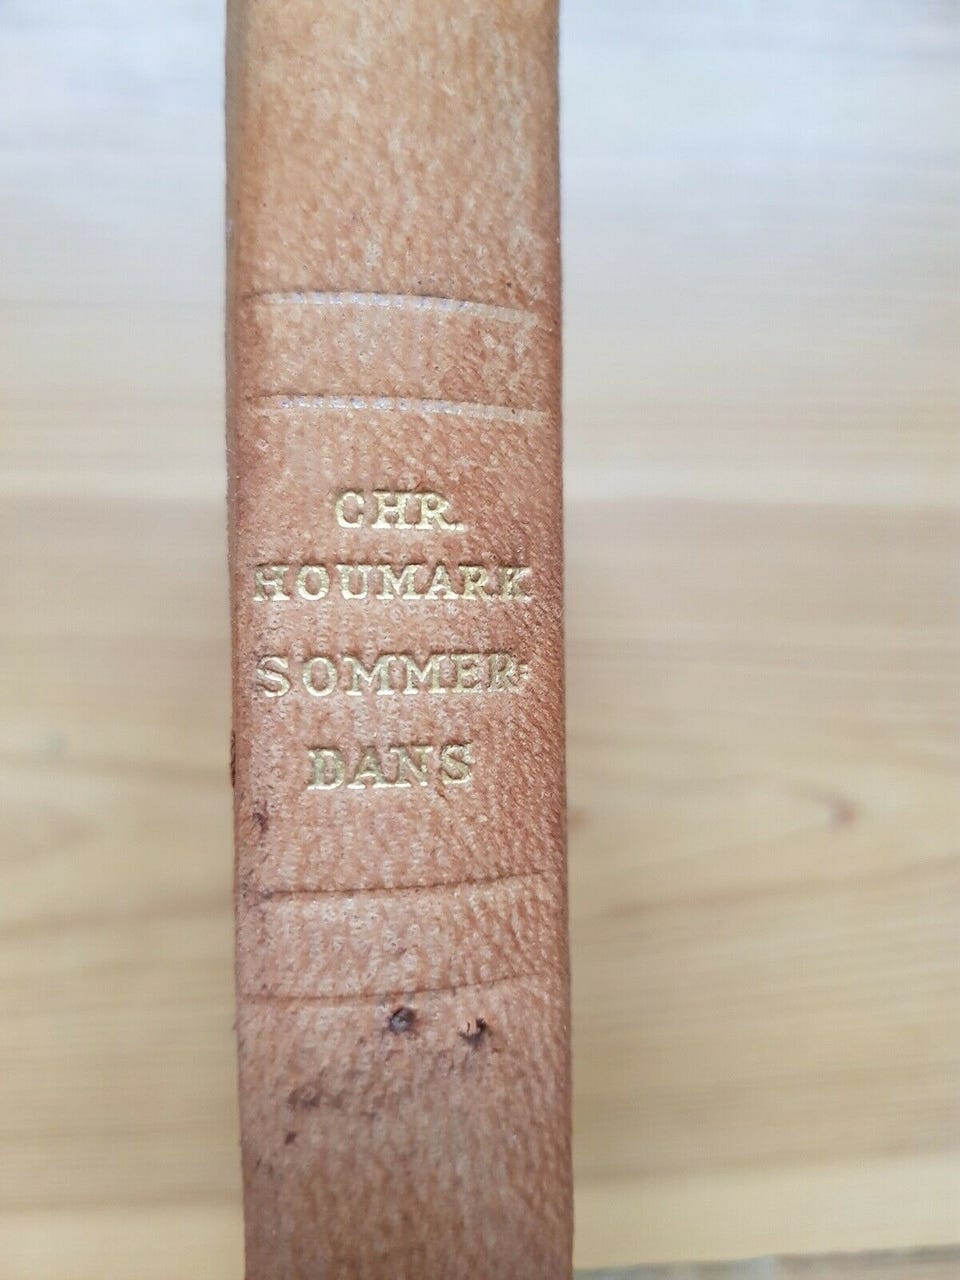 CHR.
HOUMARK
SOMMER=
DANS